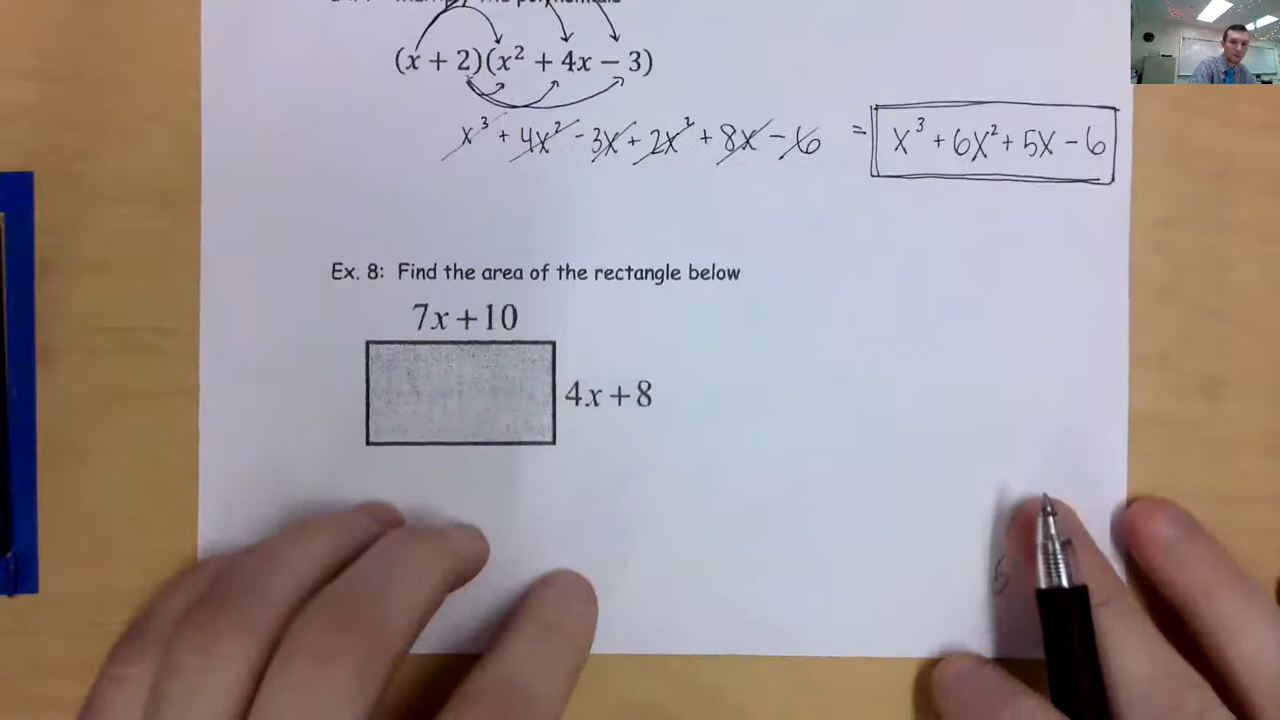 (x + 2)(x² + 4x − 3)
x³ + 4x² - 3x + 2x² + 8x - 6 = x³ + 6x² + 5x - 6
Ex. 8: Find the area of the rectangle below
7x + 10
4x + 8